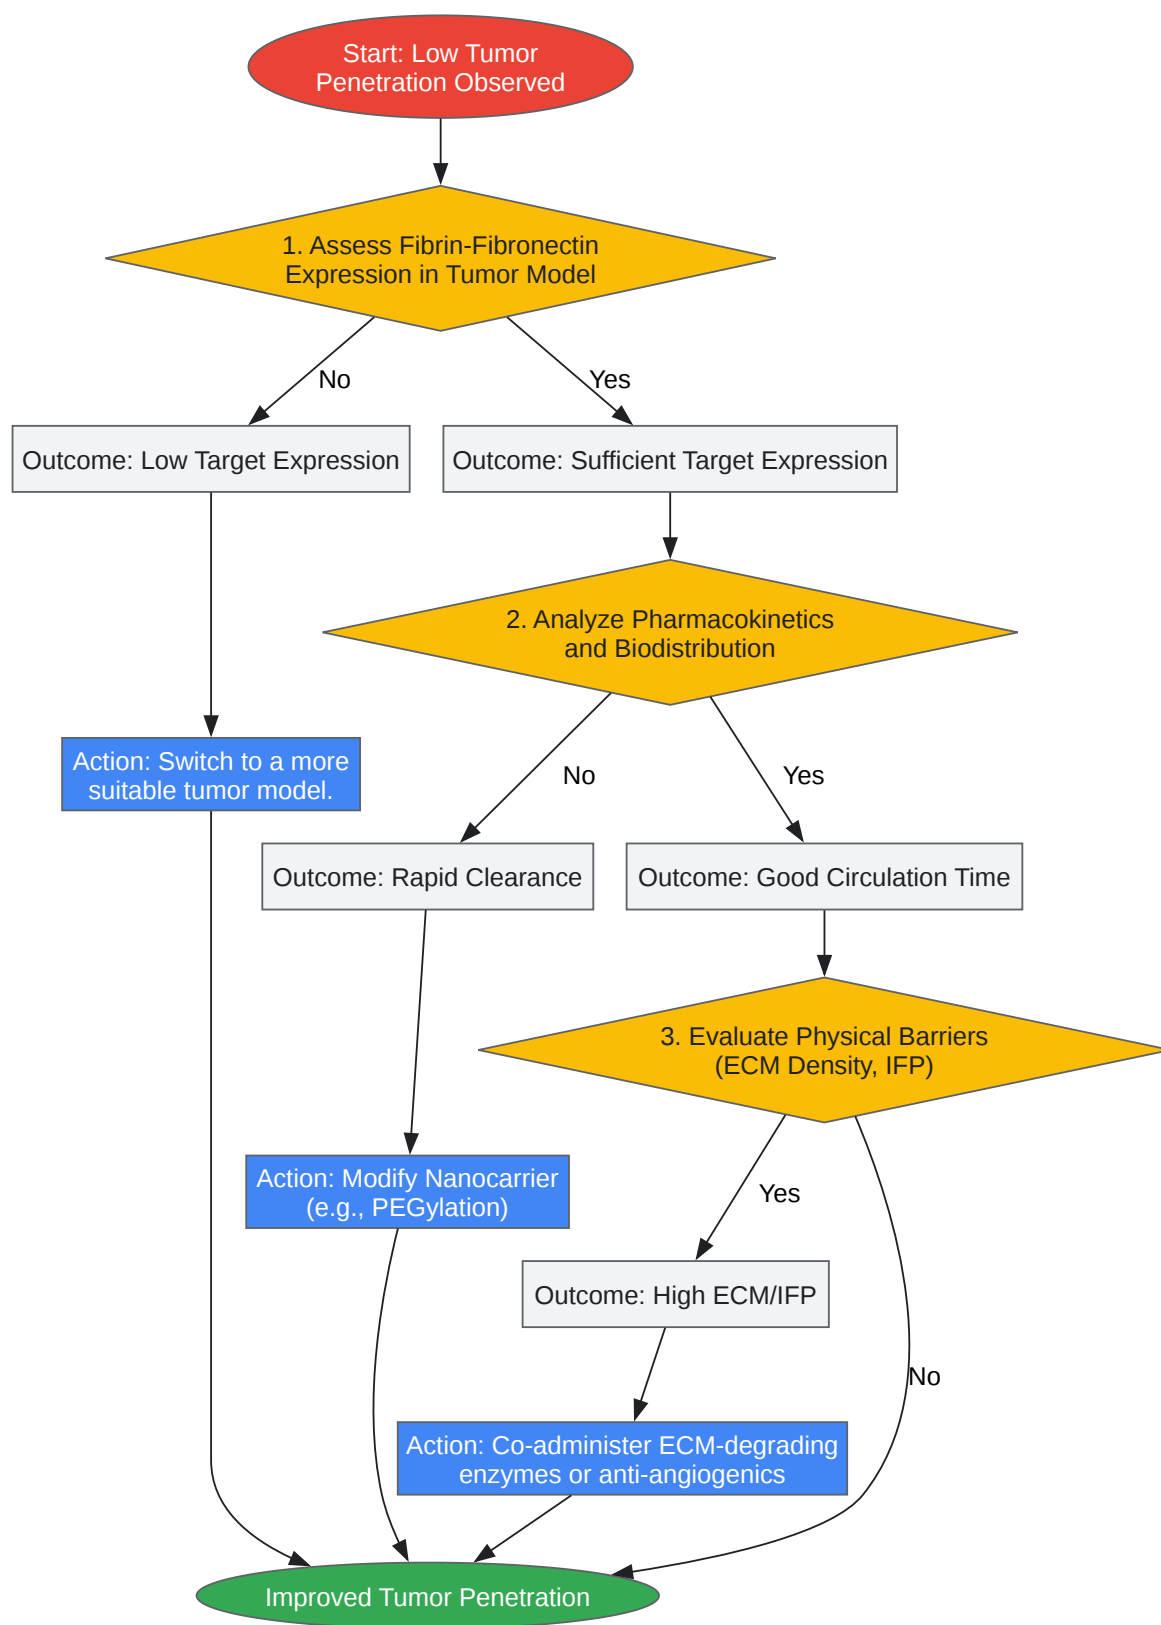 Start: Low Tumor
Penetration Observed
1. Assess Fibrin-Fibronectin
Expression in Tumor Model
No
Yes
Outcome: Low Target Expression
Outcome: Sufficient Target Expression
2. Analyze Pharmacokinetics
and Biodistribution
Action: Switch to a more
suitable tumor model.
No
Yes
Outcome: Rapid Clearance
Outcome: Good Circulation Time
3. Evaluate Physical Barriers
(ECM Density, IFP)
Action: Modify Nanocarrier
(e.g., PEGylation)
Yes
Outcome: High ECM/IFP
No
Action: Co-administer ECM-degrading
enzymes or anti-angiogenics
Improved Tumor Penetration